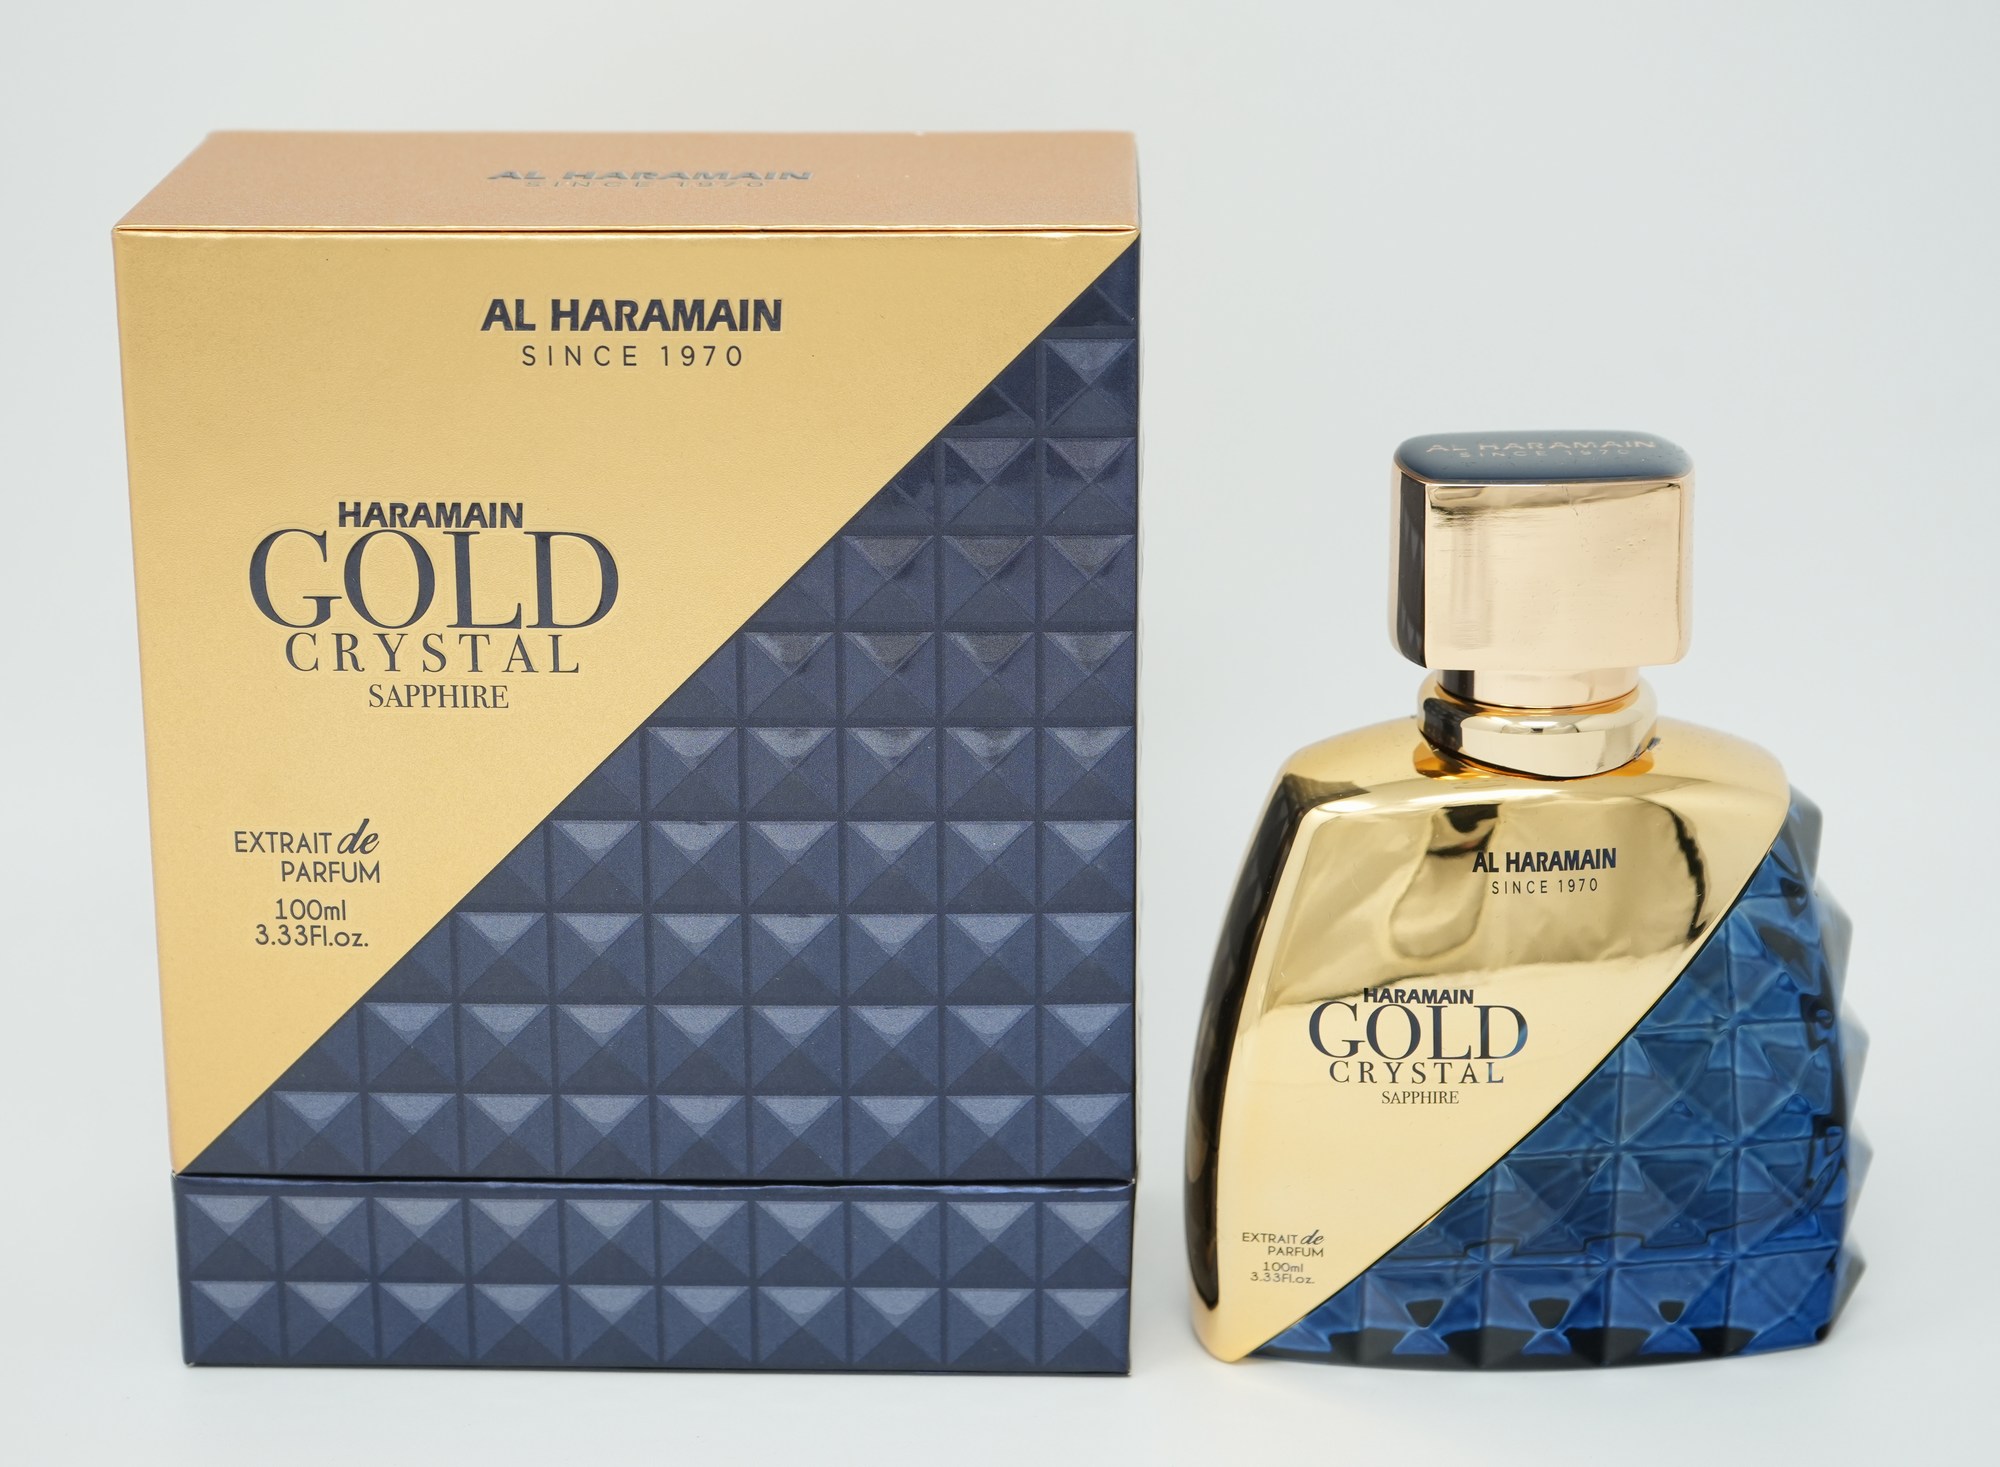 AL HARAMAIN
SINCE 1970
AL HARAMAIN
SINCE 1970
HARAMAIN
GOLD
CRYSTAL
SAPPHIRE
EXTRAIT de
PARFUM
100ml
3.33Fl.oz.
AL HARAMAIN
SINCE 1970
AL HARAMAIN
SINCE 1970
HARAMAIN
GOLD
CRYSTAL
SAPPHIRE
EXTRAIT de
PARFUM
100ml
3.33Fl.oz.